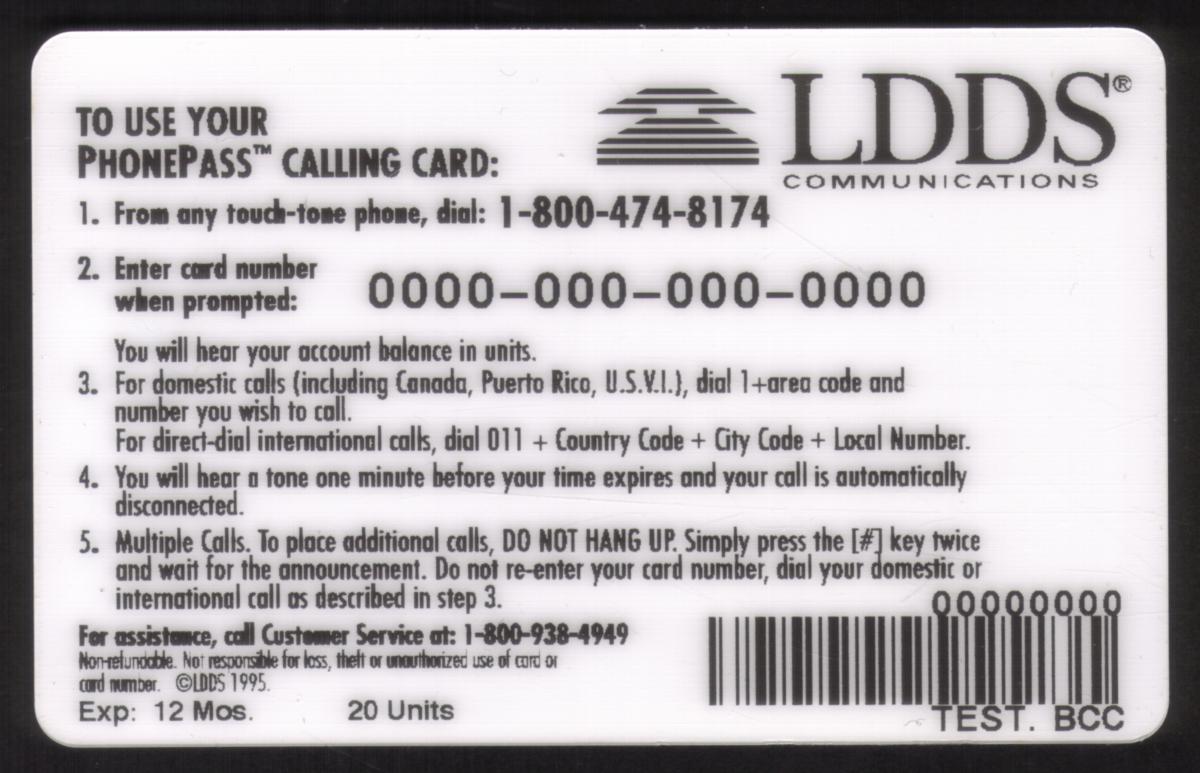 LDDS®
COMMUNICATIONS
TO USE YOUR
PHONEPASS™ CALLING CARD:
1. From any touch-tone phone, dial: 1-800-474-8174
2. Enter card number
when prompted: 0000-000-000-0000
You will hear your account balance in units.
3. For domestic calls (including Canada, Puerto Rico, U.S.V.I.), dial 1+area code and
number you wish to call.
For direct-dial international calls, dial 011 + Country Code + City Code + Local Number.
4. You will hear a tone one minute before your time expires and your call is automatically
disconnected.
5. Multiple Calls. To place additional calls, DO NOT HANG UP. Simply press the [#] key twice
and wait for the announcement. Do not re-enter your card number, dial your domestic or
international call as described in step 3.
00000000
For assistance, call Customer Service at: 1-800-938-4949
Non-refundable. Not responsible for loss, theft or unauthorized use of card or
card number. ©LDDS 1995.
Exp: 12 Mos. 20 Units
TEST. BCC